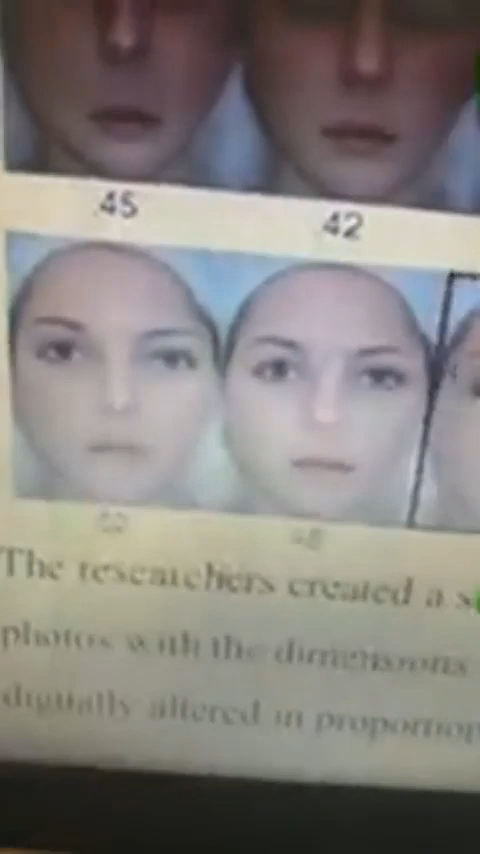 45 42
The researchers created a
photos with the dimensions
digitally altered in